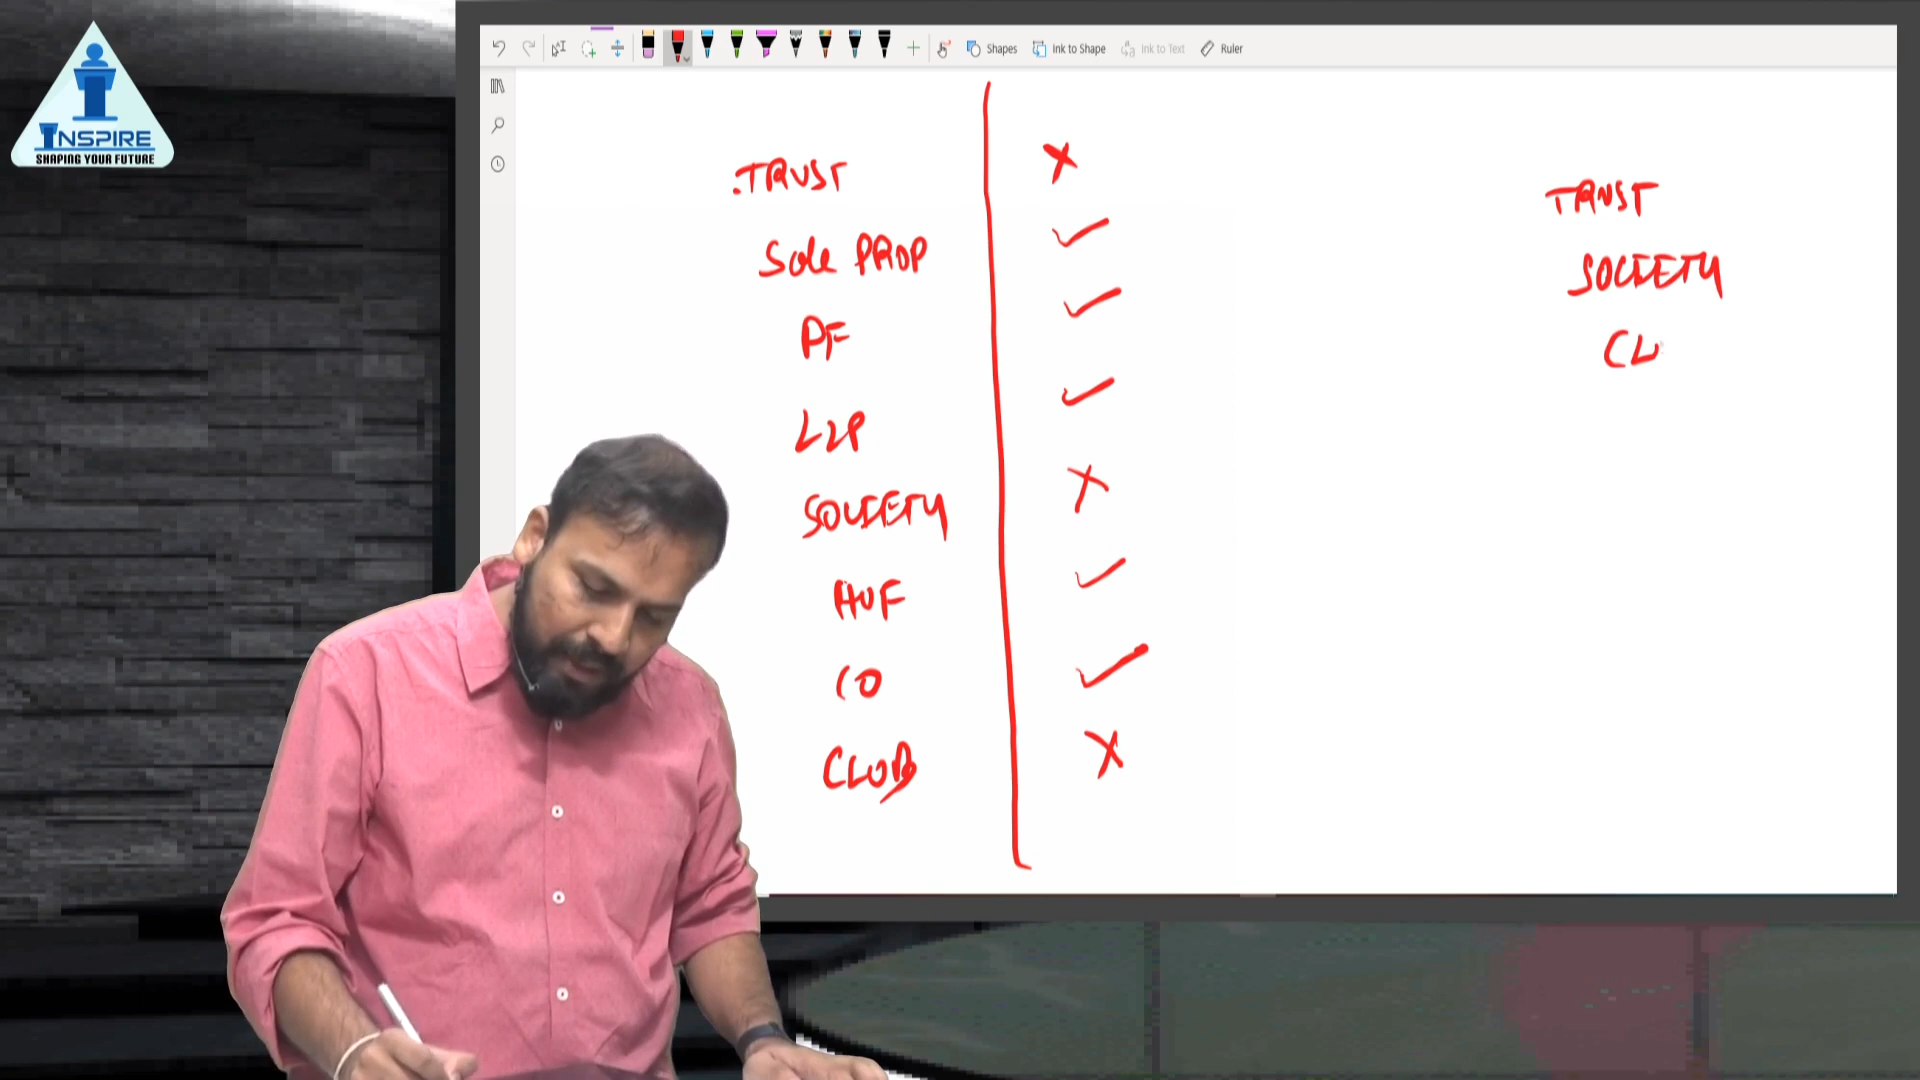 INSPIRE
SHAPING YOUR FUTURE
Shapes
Ink to Shape
Ink to Text
Ruler
.TRUST
Sole PROP
PF
LLP
SOCIETY
HUF
CO
CLUB
TRUST
SOCIETY
CL